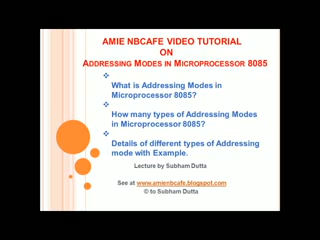 AMIE NBCAFE VIDEO TUTORIAL
ON
ADDRESSING MODES IN MICROPROCESSOR 8085
What is Addressing Modes in
Microprocessor 8085?
How many types of Addressing Modes
in Microprocessor 8085?
Details of different types of Addressing
mode with Example.
Lecture by Subham Dutta
See at www.amienbcafe.blogspot.com
© to Subham Dutta